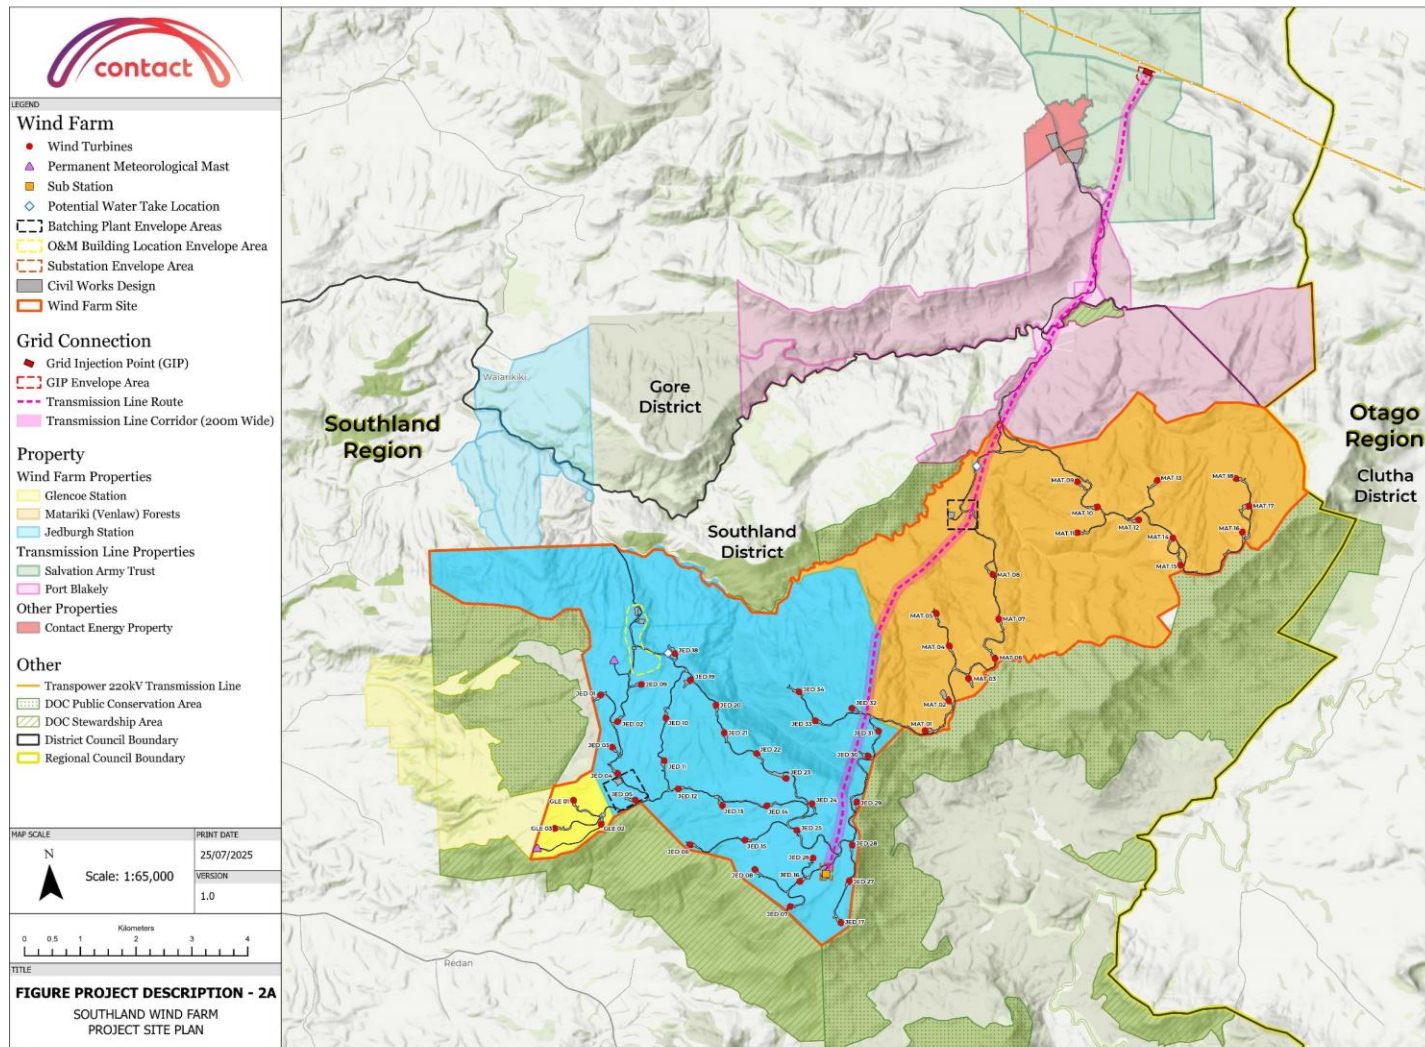 contact
LEGEND
Wind Farm
Wind Turbines
Permanent Meteorological Mast
Sub Station
Potential Water Take Location
Batching Plant Envelope Areas
O&M Building Location Envelope Area
Substation Envelope Area
Civil Works Design
Wind Farm Site
Grid Connection
Grid Injection Point (GIP)
GIP Envelope Area
Transmission Line Route
Transmission Line Corridor (200m Wide)
Property
Wind Farm Properties
Glencoe Station
Matariki (Venlaw) Forests
Jedburgh Station
Transmission Line Properties
Salvation Army Trust
Port Blakely
Other Properties
Contact Energy Property
Other
Transpower 220kV Transmission Line
DOC Public Conservation Area
DOC Stewardship Area
District Council Boundary
Regional Council Boundary
MAP SCALE
N
Scale: 1:65,000
PRINT DATE
25/07/2025
VERSION
1.0
Kilometers
0 0.5 1 2 3 4
TITLE
FIGURE PROJECT DESCRIPTION - 2A
SOUTHLAND WIND FARM
PROJECT SITE PLAN
Waiarikiki
Gore
District
Southland
Region
Otago
Region
Clutha
District
Southland
District
Redan
MAT 09
MAT 13
MAT 18
MAT 10
MAT 17
MAT 12
MAT 11
MAT 16
MAT 14
MAT 15
MAT 08
MAT 05
MAT 07
MAT 04
MAT 06
MAT 03
MAT 02
MAT 01
JED 18
JED 19
JED 09
JED 01
JED 34
JED 20
JED 32
JED 02
JED 10
JED 33
JED 21
JED 31
JED 03
JED 22
JED 30
JED 11
JED 04
JED 23
JED 12
JED 05
JED 13
JED 14
JED 24
JED 29
GLE 01
GLE 03
GLE 02
JED 25
JED 06
JED 15
JED 28
JED 26
JED 08
JED 16
JED 27
JED 07
JED 17